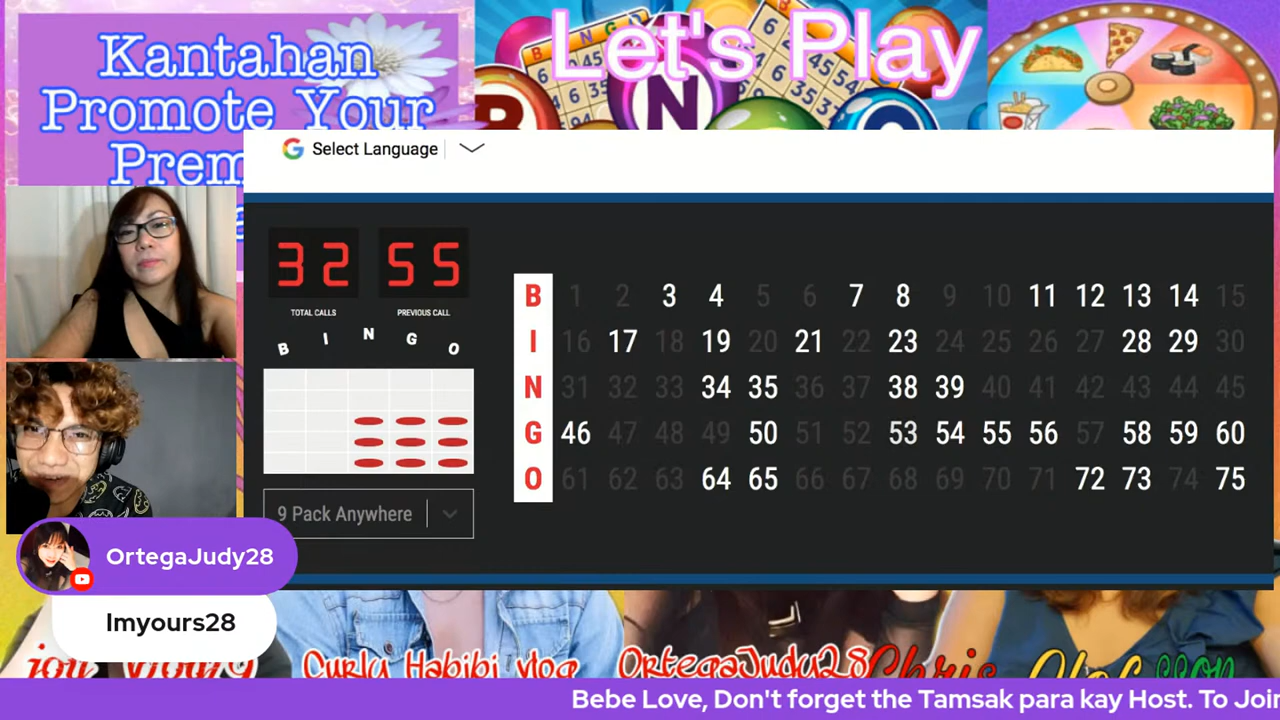 Kantahan
Promote Your
Prem
Let's Play
Select Language
32 55
TOTAL CALLS PREVIOUS CALL
B I N G O
9 Pack Anywhere
B 1 2 3 4 5 6 7 8 9 10 11 12 13 14 15
I 16 17 18 19 20 21 22 23 24 25 26 27 28 29 30
N 31 32 33 34 35 36 37 38 39 40 41 42 43 44 45
G 46 47 48 49 50 51 52 53 54 55 56 57 58 59 60
O 61 62 63 64 65 66 67 68 69 70 71 72 73 74 75
OrtegaJudy28
Imyours28
Curly Habibi vlog
OrtegaJudy28
Chris
Bebe Love, Don't forget the Tamsak para kay Host. To Join